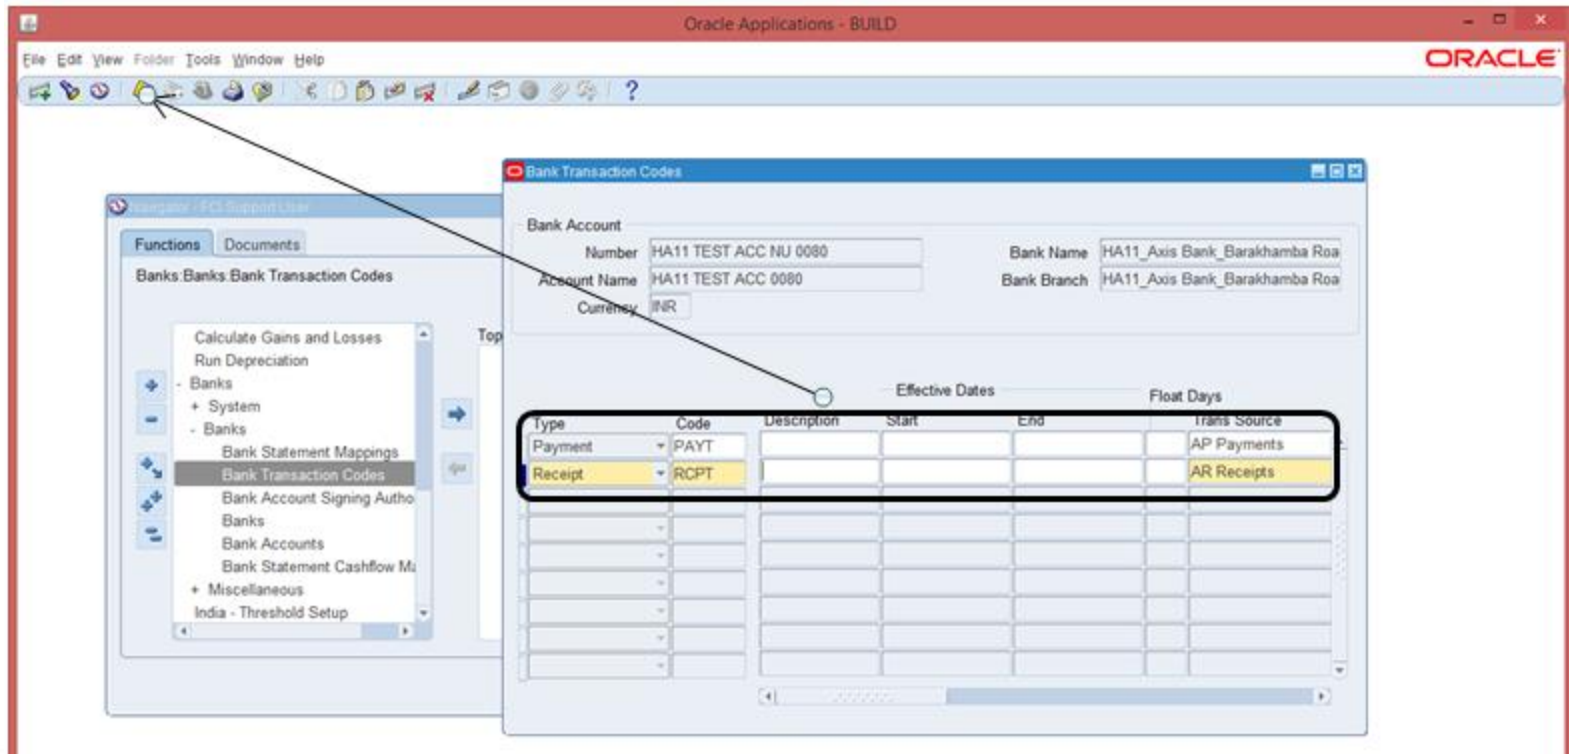 Oracle Applications - BUILD
File Edit View Folder Tools Window Help
ORACLE
?
Bank Transaction Codes
Navigator - FCI Support User
Functions Documents
Banks:Banks:Bank Transaction Codes
Calculate Gains and Losses
Run Depreciation
- Banks
+ System
- Banks
Bank Statement Mappings
Bank Transaction Codes
Bank Account Signing Autho
Banks
Bank Accounts
Bank Statement Cashflow Ma
+ Miscellaneous
India - Threshold Setup
Top
Bank Account
Number HA11 TEST ACC NU 0080 Bank Name HA11_Axis Bank_Barakhamba Roa
Account Name HA11 TEST ACC 0080 Bank Branch HA11_Axis Bank_Barakhamba Roa
Currency INR
Effective Dates Float Days
Type Code Description Start End Trans Source
Payment PAYT AP Payments
Receipt RCPT AR Receipts